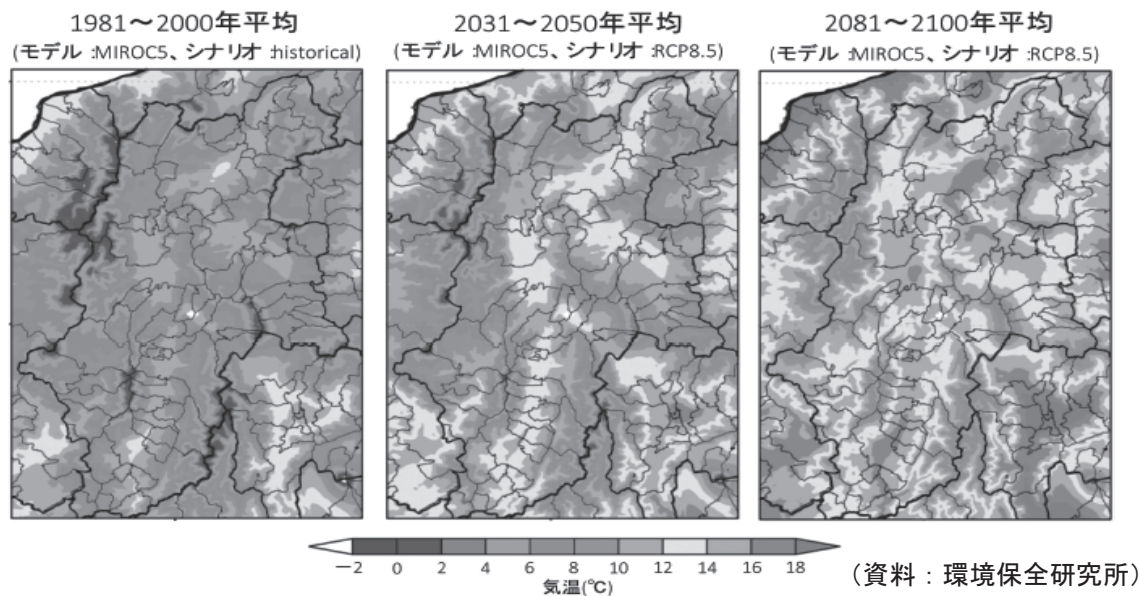 1981～2000年平均
(モデル :MIROC5、シナリオ :historical)
2031～2050年平均
(モデル :MIROC5、シナリオ :RCP8.5)
2081～2100年平均
(モデル :MIROC5、シナリオ :RCP8.5)
－2 0 2 4 6 8 10 12 14 16 18
気温(℃)
（資料：環境保全研究所）